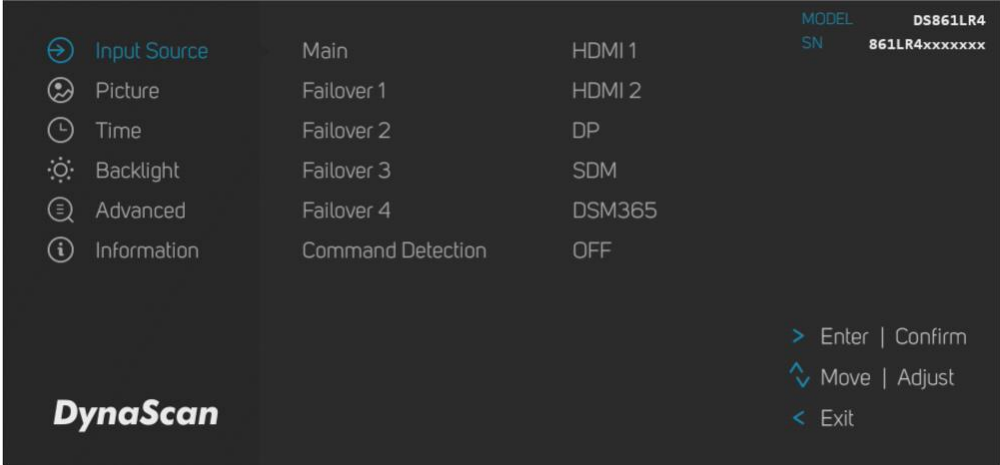 MODEL DS861LR4
SN 861LR4xxxxxxx
Input Source Main HDMI 1
Picture Failover 1 HDMI 2
Time Failover 2 DP
Backlight Failover 3 SDM
Advanced Failover 4 DSM365
Information Command Detection OFF
> Enter | Confirm
Move | Adjust
< Exit
DynaScan